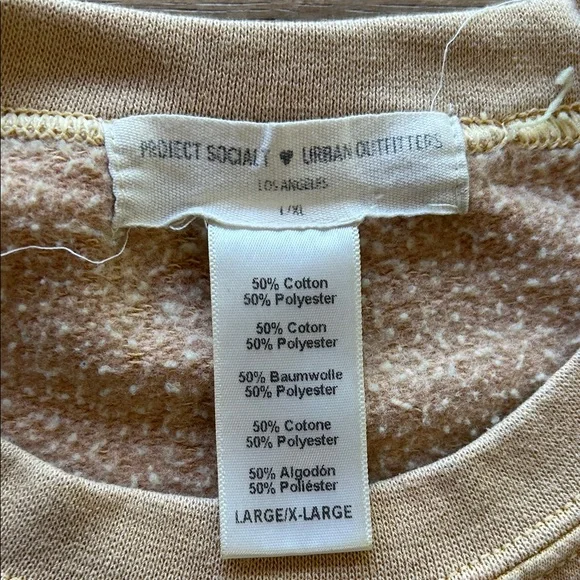 PROJECT SOCIAL T ♥ URBAN OUTFITTERS
LOS ANGELES
L/XL
50% Cotton
50% Polyester
50% Coton
50% Polyester
50% Baumwolle
50% Polyester
50% Cotone
50% Polyester
50% Algodón
50% Poliéster
LARGE/X-LARGE